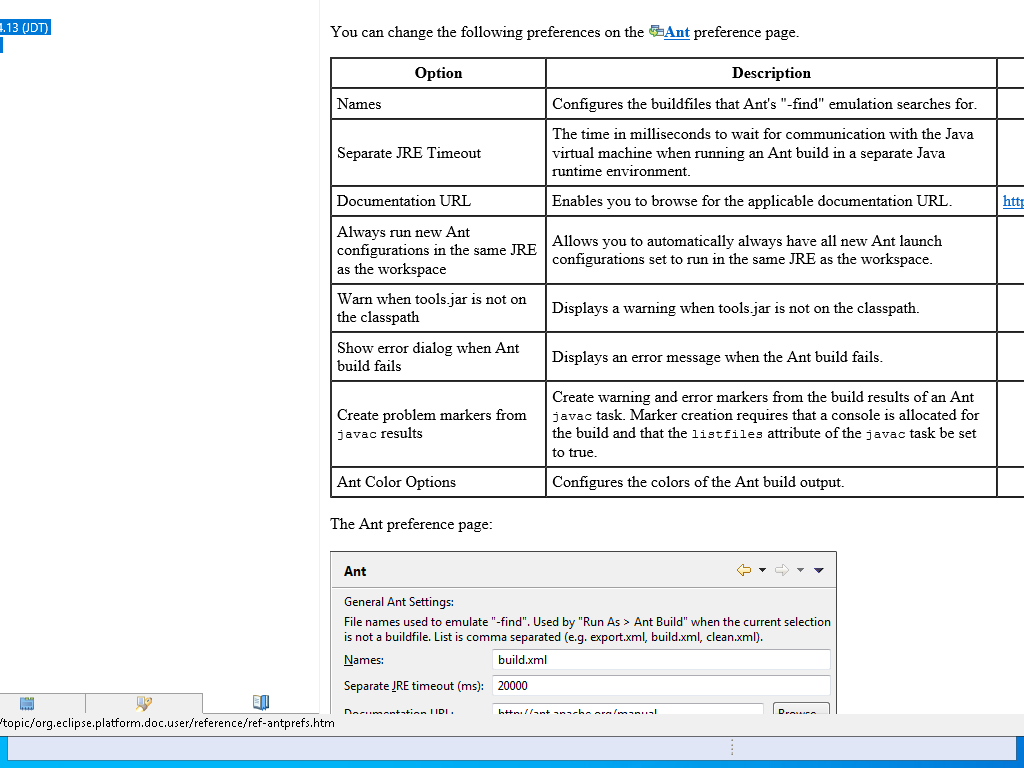 4.13 (JDT)
You can change the following preferences on the Ant preference page.
Option Description
Names Configures the buildfiles that Ant's "-find" emulation searches for.
Separate JRE Timeout The time in milliseconds to wait for communication with the Java
virtual machine when running an Ant build in a separate Java
runtime environment.
Documentation URL Enables you to browse for the applicable documentation URL. http
Always run new Ant
configurations in the same JRE
as the workspace
Allows you to automatically always have all new Ant launch
configurations set to run in the same JRE as the workspace.
Warn when tools.jar is not on
the classpath
Displays a warning when tools.jar is not on the classpath.
Show error dialog when Ant
build fails
Displays an error message when the Ant build fails.
Create problem markers from
javac results
Create warning and error markers from the build results of an Ant
javac task. Marker creation requires that a console is allocated for
the build and that the listfiles attribute of the javac task be set
to true.
Ant Color Options Configures the colors of the Ant build output.
The Ant preference page:
Ant
General Ant Settings:
File names used to emulate "-find". Used by "Run As > Ant Build" when the current selection
is not a buildfile. List is comma separated (e.g. export.xml, build.xml, clean.xml).
Names: build.xml
Separate JRE timeout (ms): 20000
Documentation URL: http://ant.apache.org/manual Browse...
/topic/org.eclipse.platform.doc.user/reference/ref-antprefs.htm